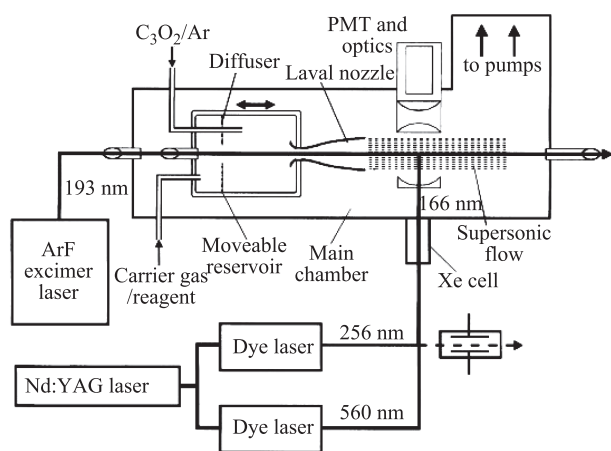 C3O2/Ar
Diffuser
PMT and
optics
Laval nozzle
to pumps
193 nm
166 nm
ArF
excimer
laser
Carrier gas
/reagent
Moveable
reservoir
Main
chamber
Supersonic
flow
Xe cell
Dye laser
256 nm
Nd:YAG laser
560 nm
Dye laser